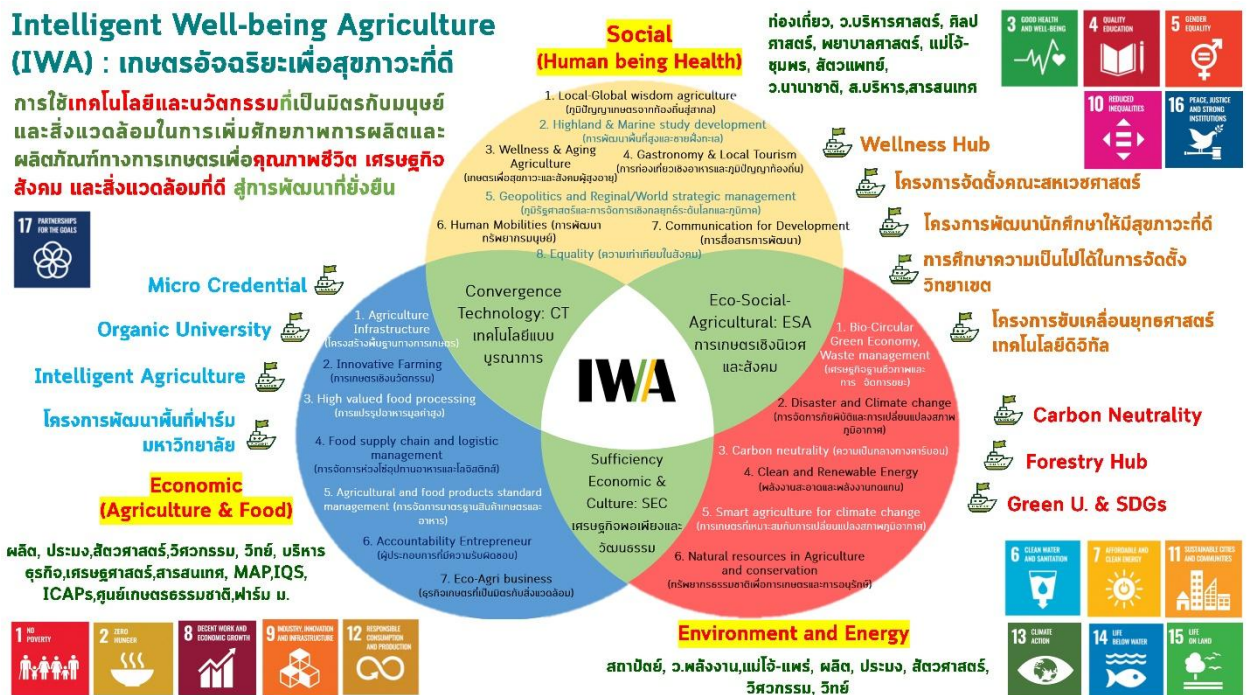 Intelligent Well-being Agriculture
(IWA) : เกษตรอัจฉริยะเพื่อสุขภาวะที่ดี
การใช้เทคโนโลยีและนวัตกรรมที่เป็นมิตรกับมนุษย์
และสิ่งแวดล้อมในการเพิ่มศักยภาพการผลิตและ
ผลิตภัณฑ์ทางการเกษตรเพื่อคุณภาพชีวิต เศรษฐกิจ
สังคม และสิ่งแวดล้อมที่ดี สู่การพัฒนาที่ยั่งยืน
17 PARTNERSHIPS
FOR THE GOALS
Social
(Human being Health)
ท่องเที่ยว, ว.บริหารศาสตร์, ศิลป
ศาสตร์, พยาบาลศาสตร์, แม่โจ้-
ชุมพร, สัตวแพทย์,
ว.นานาชาติ, ส.บริหาร,สารสนเทศ
3 GOOD HEALTH
AND WELL-BEING
4 QUALITY
EDUCATION
5 GENDER
EQUALITY
10 REDUCED
INEQUALITIES
16 PEACE, JUSTICE
AND STRONG
INSTITUTIONS
1. Local-Global wisdom agriculture
(ภูมิปัญญาเกษตรจากท้องถิ่นสู่สากล)
2. Highland & Marine study development
(การพัฒนาพื้นที่สูงและชายฝั่งทะเล)
3. Wellness & Aging
Agriculture
(เกษตรเพื่อสุขภาวะและสังคมผู้สูงอายุ)
4. Gastronomy & Local Tourism
(การท่องเที่ยวเชิงอาหารและภูมิปัญญาท้องถิ่น)
5. Geopolitics and Reginal/World strategic management
(ภูมิรัฐศาสตร์และการจัดการเชิงกลยุทธ์ระดับโลกและภูมิภาค)
6. Human Mobilities (การพัฒนา
ทรัพยากรมนุษย์)
7. Communication for Development
(การสื่อสารการพัฒนา)
8. Equality (ความเท่าเทียมในสังคม)
Wellness Hub
โครงการจัดตั้งคณะสหเวชศาสตร์
โครงการพัฒนานักศึกษาให้มีสุขภาวะที่ดี
การศึกษาความเป็นไปได้ในการจัดตั้ง
วิทยาเขต
โครงการขับเคลื่อนยุทธศาสตร์
เทคโนโลยีดิจิทัล
Micro Credential
Organic University
Intelligent Agriculture
โครงการพัฒนาพื้นที่ฟาร์ม
มหาวิทยาลัย
Convergence
Technology: CT
เทคโนโลยีแบบ
บูรณาการ
Eco-Social-
Agricultural: ESA
การเกษตรเชิงนิเวศ
และสังคม
IWA
Sufficiency
Economic &
Culture: SEC
เศรษฐกิจพอเพียงและ
วัฒนธรรม
1. Agriculture
Infrastructure
(โครงสร้างพื้นฐานทางการเกษตร)
2. Innovative Farming
(การเกษตรเชิงนวัตกรรม)
3. High valued food processing
(การแปรรูปอาหารมูลค่าสูง)
4. Food supply chain and logistic
management
(การจัดการห่วงโซ่อุปทานอาหารและโลจิสติกส์)
5. Agricultural and food products standard
management (การจัดการมาตรฐานสินค้าเกษตรและ
อาหาร)
6. Accountability Entrepreneur
(ผู้ประกอบการที่มีความรับผิดชอบ)
7. Eco-Agri business
(ธุรกิจเกษตรที่เป็นมิตรกับสิ่งแวดล้อม)
1. Bio-Circular
Green Economy,
Waste management
(เศรษฐกิจฐานชีวภาพและ
การ จัดการขยะ)
2. Disaster and Climate change
(การจัดการภัยพิบัติและการเปลี่ยนแปลงสภาพ
ภูมิอากาศ)
3. Carbon neutrality (ความเป็นกลางทางคาร์บอน)
4. Clean and Renewable Energy
(พลังงานสะอาดและพลังงานทดแทน)
5. Smart agriculture for climate change
(การเกษตรที่เหมาะสมกับการเปลี่ยนแปลงสภาพภูมิอากาศ)
6. Natural resources in Agriculture
and conservation
(ทรัพยากรธรรมชาติเพื่อการเกษตรและการอนุรักษ์)
Carbon Neutrality
Forestry Hub
Green U. & SDGs
Economic
(Agriculture & Food)
ผลิต, ประมง,สัตวศาสตร์,วิศวกรรม, วิทย์, บริหาร
ธุรกิจ,เศรษฐศาสตร์,สารสนเทศ, MAP,IQS,
ICAPs,ศูนย์เกษตรธรรมชาติ,ฟาร์ม ม.
1 NO
POVERTY
2 ZERO
HUNGER
8 DECENT WORK AND
ECONOMIC GROWTH
9 INDUSTRY, INNOVATION
AND INFRASTRUCTURE
12 RESPONSIBLE
CONSUMPTION
AND PRODUCTION
Environment and Energy
สถาปัตย์, ว.พลังงาน,แม่โจ้-แพร่, ผลิต, ประมง, สัตวศาสตร์,
วิศวกรรม, วิทย์
6 CLEAN WATER
AND SANITATION
7 AFFORDABLE AND
CLEAN ENERGY
11 SUSTAINABLE CITIES
AND COMMUNITIES
13 CLIMATE
ACTION
14 LIFE
BELOW WATER
15 LIFE
ON LAND